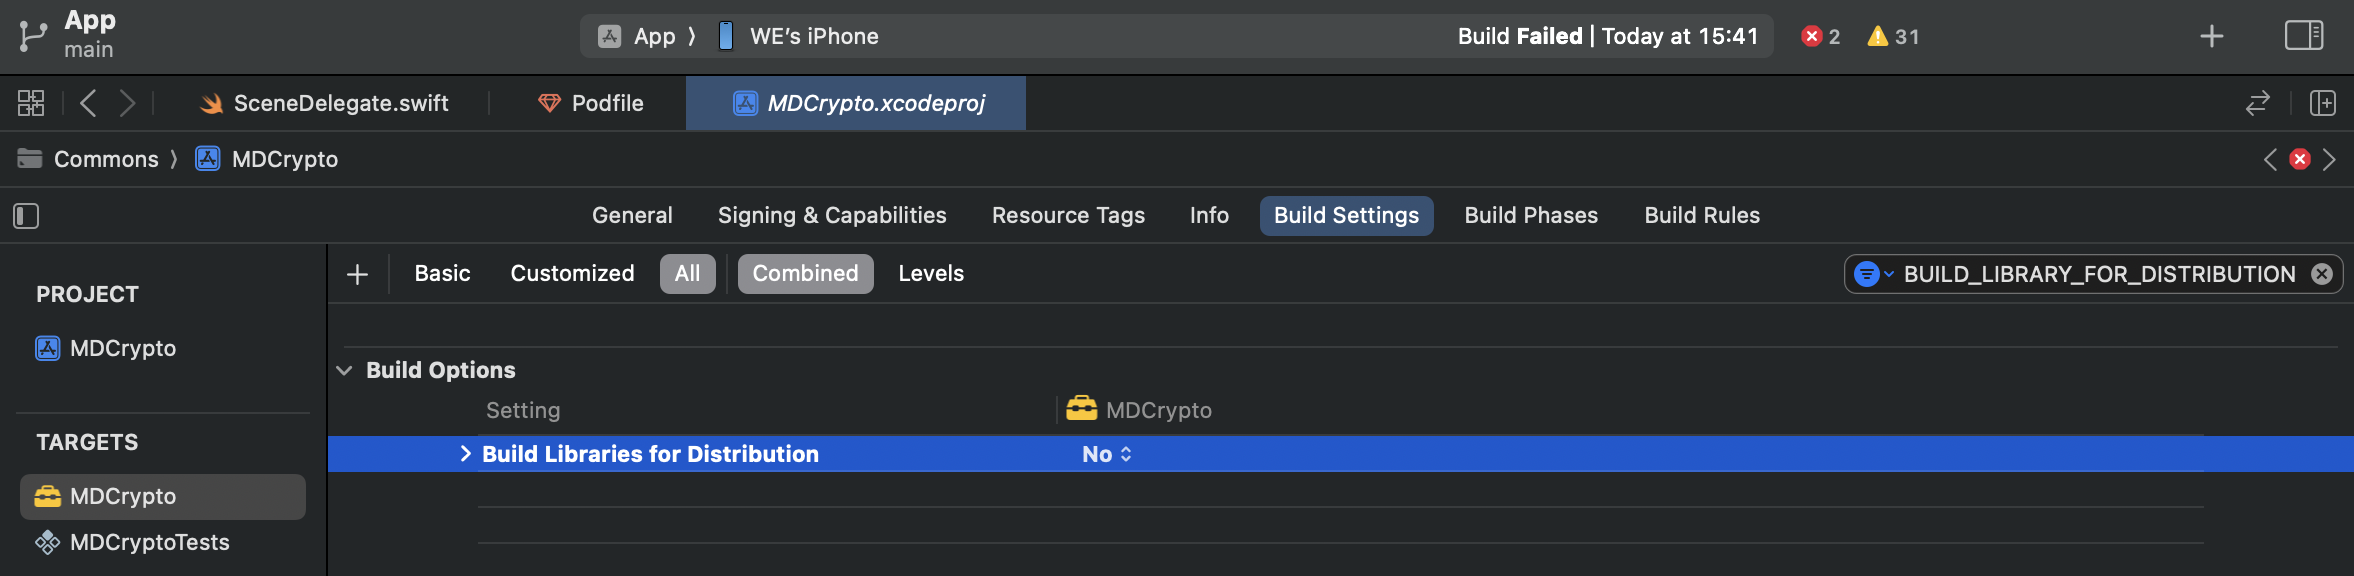 App
main
App 〉 WE’s iPhone
Build Failed | Today at 15:41
2
31
SceneDelegate.swift
Podfile
MDCrypto.xcodeproj
Commons 〉 MDCrypto
General
Signing & Capabilities
Resource Tags
Info
Build Settings
Build Phases
Build Rules
PROJECT
MDCrypto
TARGETS
MDCrypto
MDCryptoTests
Basic
Customized
All
Combined
Levels
BUILD_LIBRARY_FOR_DISTRIBUTION
Build Options
Setting
MDCrypto
Build Libraries for Distribution
No